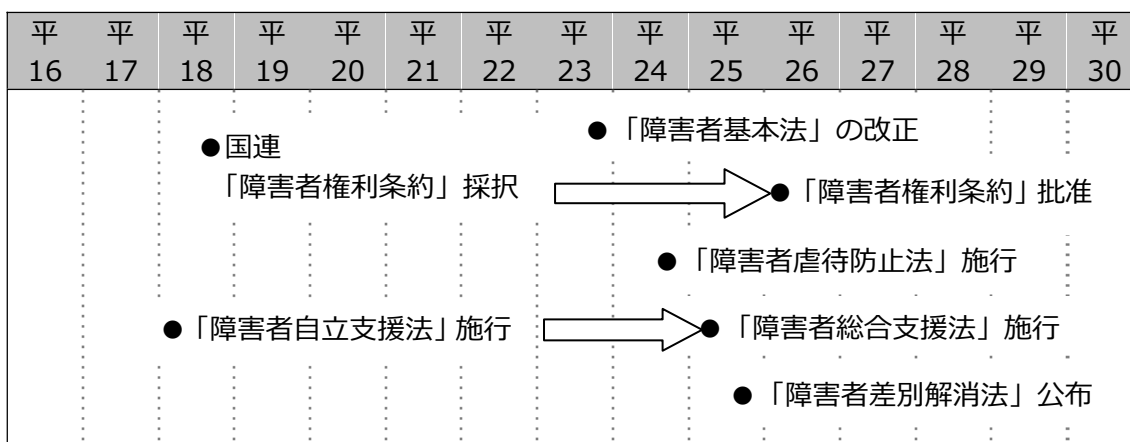 平 平 平 平 平 平 平 平 平 平 平 平 平 平 平
16 17 18 19 20 21 22 23 24 25 26 27 28 29 30
●「障害者基本法」の改正
●国連
「障害者権利条約」採択
●「障害者権利条約」批准
●「障害者虐待防止法」施行
●「障害者自立支援法」施行 ●「障害者総合支援法」施行
●「障害者差別解消法」公布